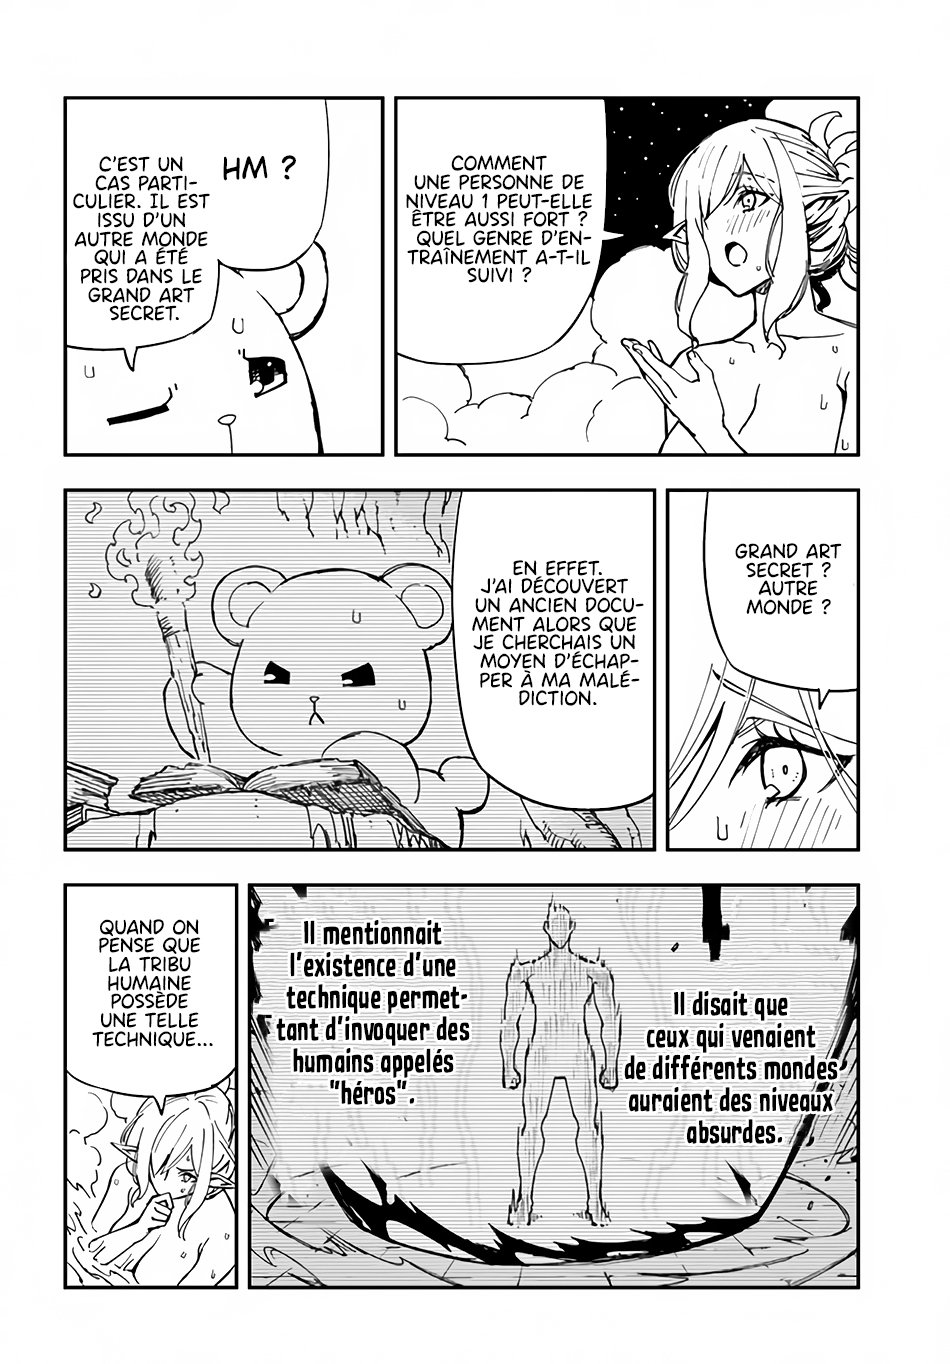 COMMENT
UNE PERSONNE DE
NIVEAU 1 PEUT-ELLE
ÊTRE AUSSI FORT ?
QUEL GENRE D'EN-
TRAÎNEMENT A-T-IL
SUIVI ?
HM ?
C'EST UN
CAS PARTI-
CULIER. IL EST
ISSU D'UN
AUTRE MONDE
QUI A ÉTÉ
PRIS DANS LE
GRAND ART
SECRET.
GRAND ART
SECRET ?
AUTRE
MONDE ?
EN EFFET.
J'AI DÉCOUVERT
UN ANCIEN DOCU-
MENT ALORS QUE
JE CHERCHAIS UN
MOYEN D'ÉCHAP-
PER À MA MALÉ-
DICTION.
Il disait que
ceux qui venaient
de différents mondes
auraient des niveaux
absurdes.
Il mentionnait
l'existence d'une
technique permet-
tant d'invoquer des
humains appelés
"héros".
QUAND ON
PENSE QUE
LA TRIBU
HUMAINE
POSSÈDE
UNE TELLE
TECHNIQUE...